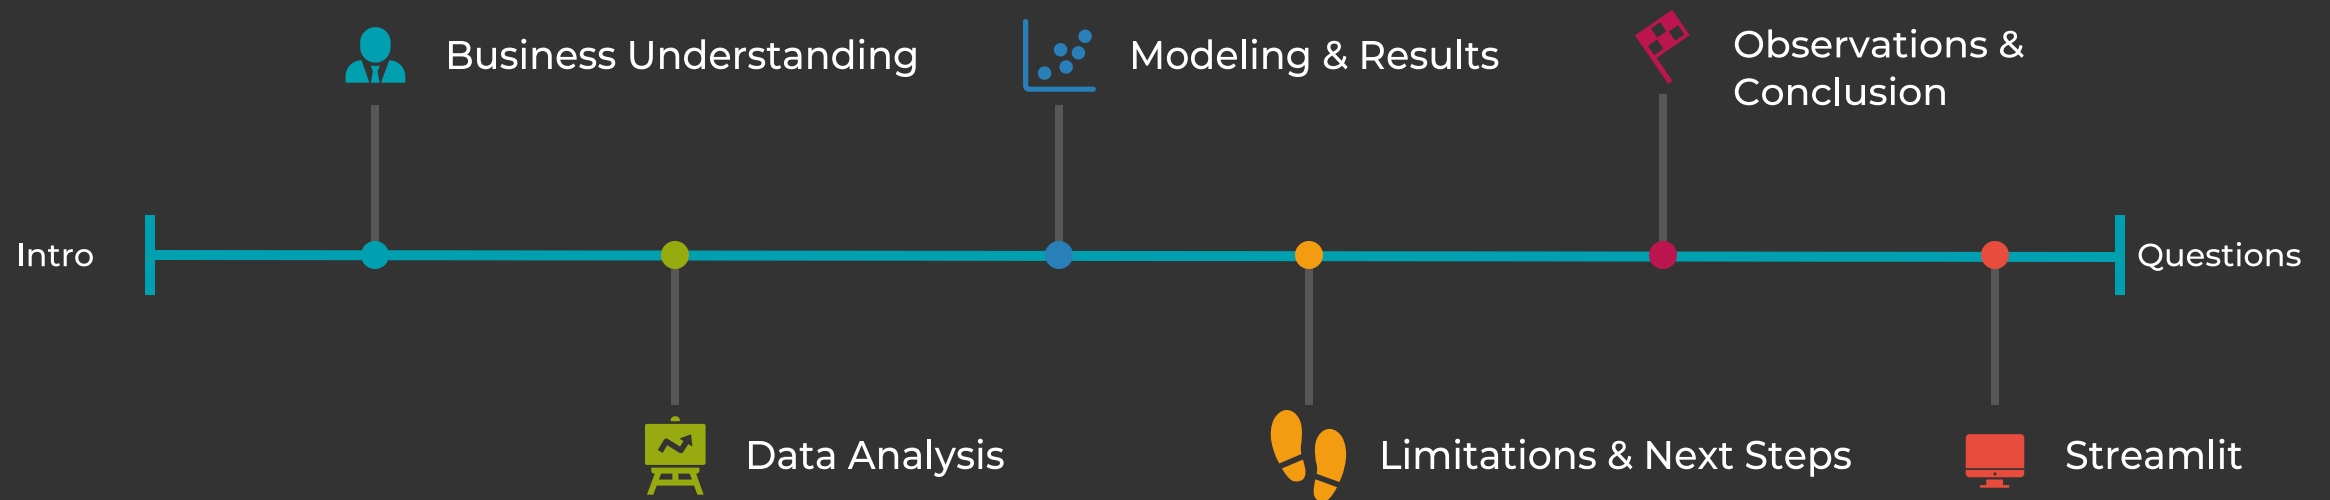 Business Understanding
Modeling & Results
Observations &
Conclusion
Intro
Questions
Data Analysis
Limitations & Next Steps
Streamlit